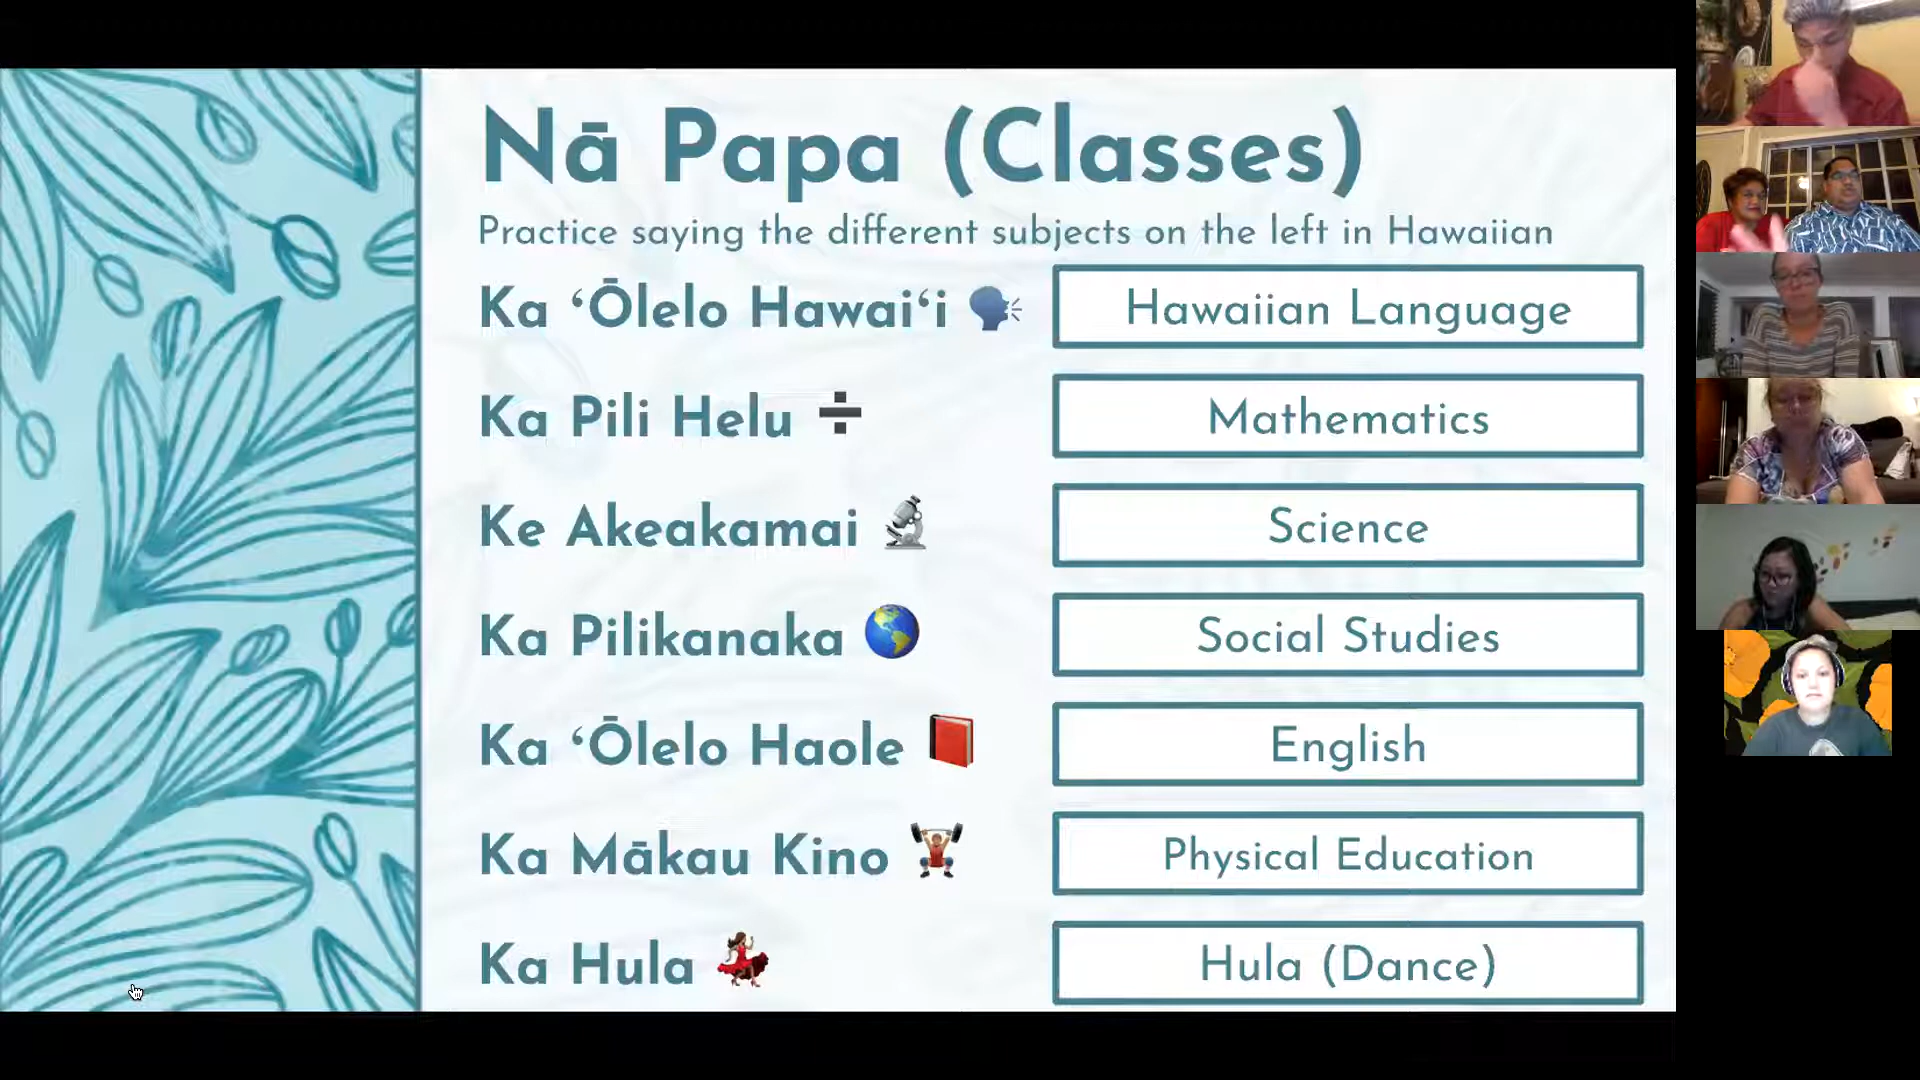 Nā Papa (Classes)
Practice saying the different subjects on the left in Hawaiian
Ka ʻŌlelo Hawaiʻi
Hawaiian Language
Ka Pili Helu
Mathematics
Ke Akeakamai
Science
Ka Pilikanaka
Social Studies
Ka ʻŌlelo Haole
English
Ka Mākau Kino
Physical Education
Ka Hula
Hula (Dance)